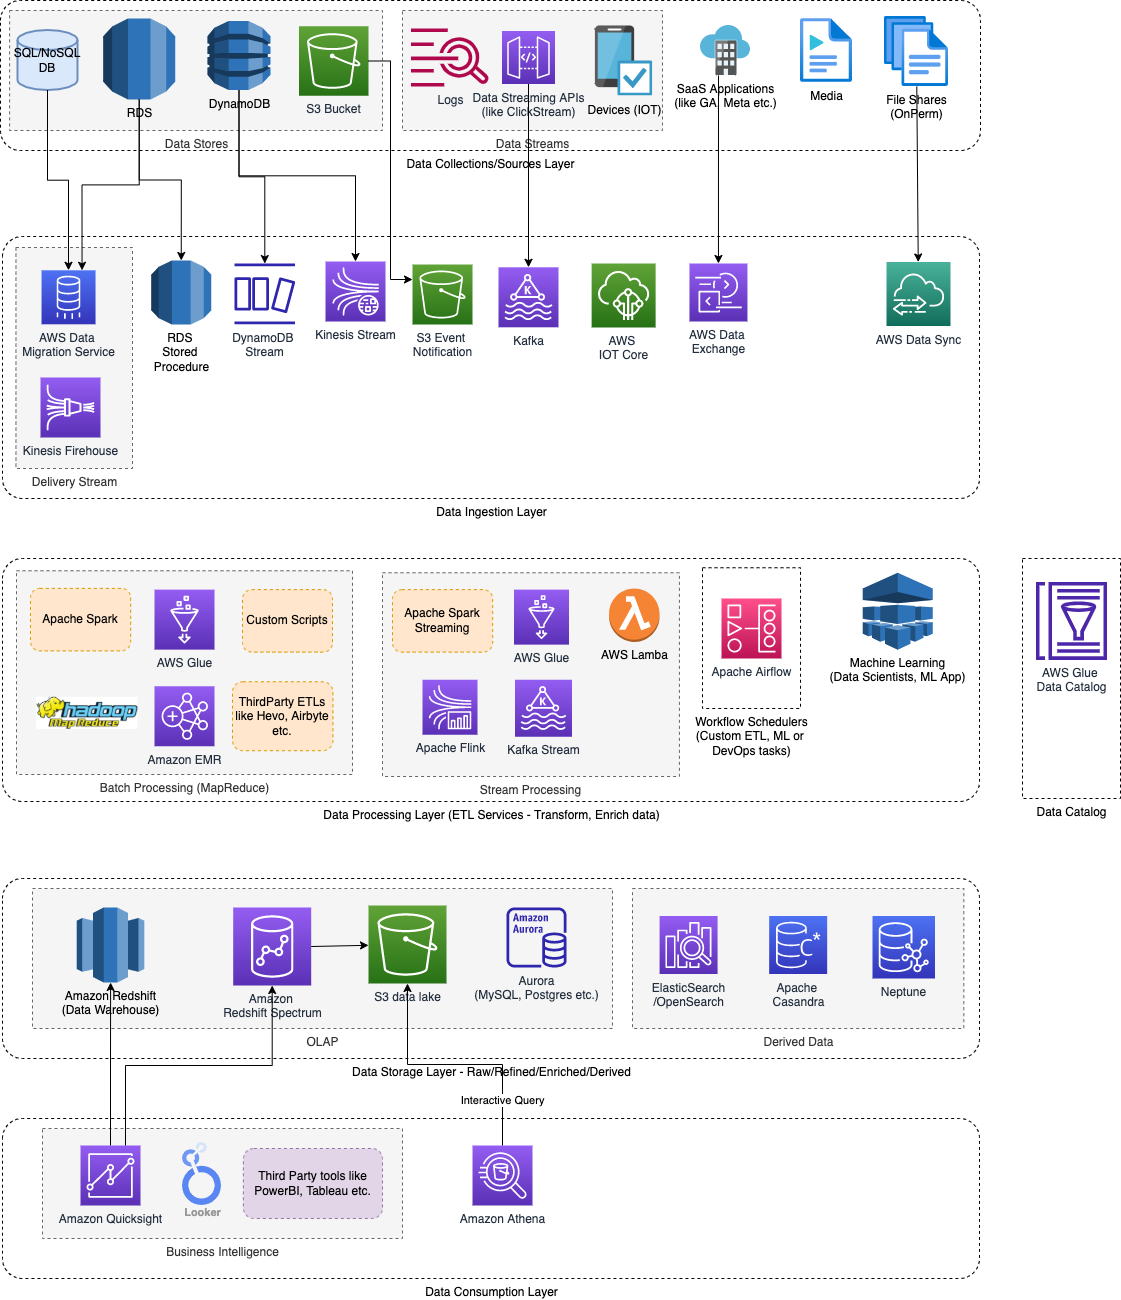 SQL/NoSQL
DB
RDS
DynamoDB
S3 Bucket
Data Stores
Logs
Data Streaming APIs
(like ClickStream)
Devices (IOT)
Data Streams
SaaS Applications
(like GA, Meta etc.)
Media
File Shares
(OnPerm)
Data Collections/Sources Layer
AWS Data
Migration Service
Kinesis Firehouse
Delivery Stream
RDS
Stored
Procedure
DynamoDB
Stream
Kinesis Stream
S3 Event
Notification
K
Kafka
AWS
IOT Core
AWS Data
Exchange
AWS Data Sync
Data Ingestion Layer
Apache Spark
AWS Glue
Custom Scripts
hadoop
Map Reduce
Amazon EMR
ThirdParty ETLs
like Hevo, Airbyte
etc.
Batch Processing (MapReduce)
Apache Spark
Streaming
AWS Glue
AWS Lamba
Apache Flink
K
Kafka Stream
Stream Processing
Apache Airflow
Workflow Schedulers
(Custom ETL, ML or
DevOps tasks)
Machine Learning
(Data Scientists, ML App)
Data Processing Layer (ETL Services - Transform, Enrich data)
AWS Glue
Data Catalog
Data Catalog
Amazon Redshift
(Data Warehouse)
Amazon
Redshift Spectrum
S3 data lake
Amazon
Aurora
Aurora
(MySQL, Postgres etc.)
OLAP
ElasticSearch
/OpenSearch
C*
Apache
Casandra
Neptune
Derived Data
Data Storage Layer - Raw/Refined/Enriched/Derived
Interactive Query
Amazon Quicksight
Looker
Third Party tools like
PowerBI, Tableau etc.
Business Intelligence
Amazon Athena
Data Consumption Layer